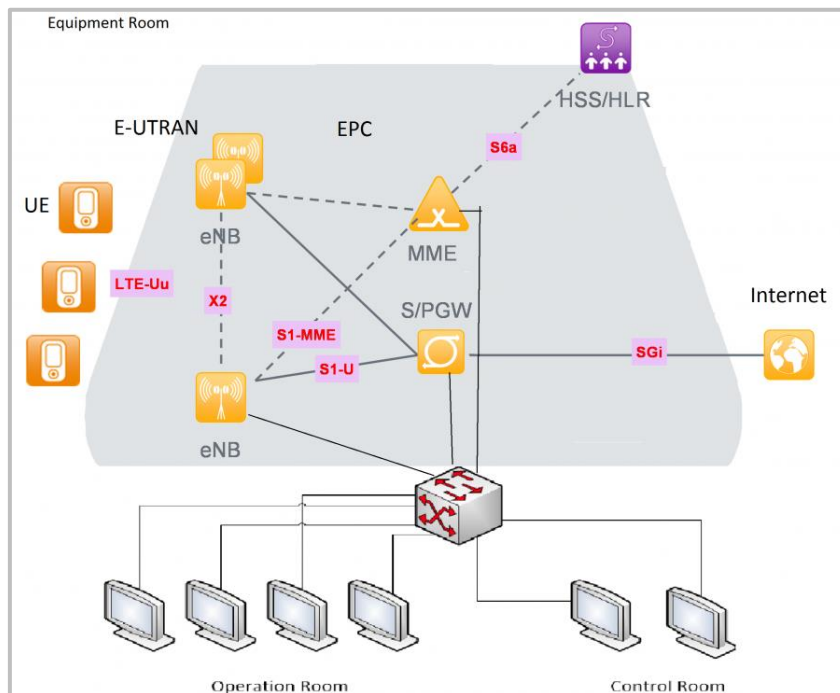 Equipment Room
HSS/HLR
E-UTRAN
EPC
S6a
UE
eNB
MME
LTE-Uu
X2
S/PGW
Internet
S1-MME
S1-U
SGi
eNB
Operation Room
Control Room